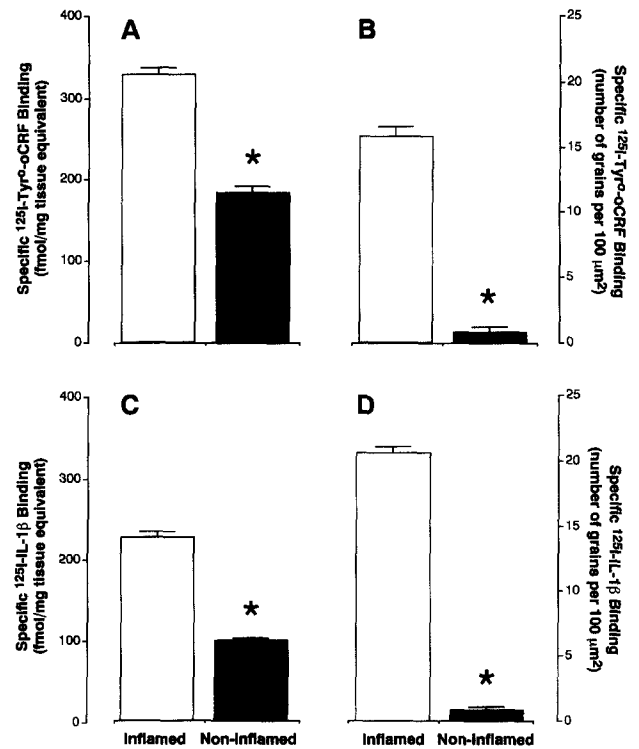 A
B
400
300
200
100
0
Specific ¹²⁵I-Tyrº-oCRF Binding
(fmol/mg tissue equivalent)
*
*
25
20
15
10
5
0
Specific ¹²⁵I-Tyrº-oCRF Binding
(number of grains per 100 µm²)
C
D
400
300
200
100
0
Specific ¹²⁵I-IL-1β Binding
(fmol/mg tissue equivalent)
*
*
25
20
15
10
5
0
Specific ¹²⁵I-IL-1β Binding
(number of grains per 100 µm²)
Inflamed Non-inflamed
Inflamed Non-inflamed